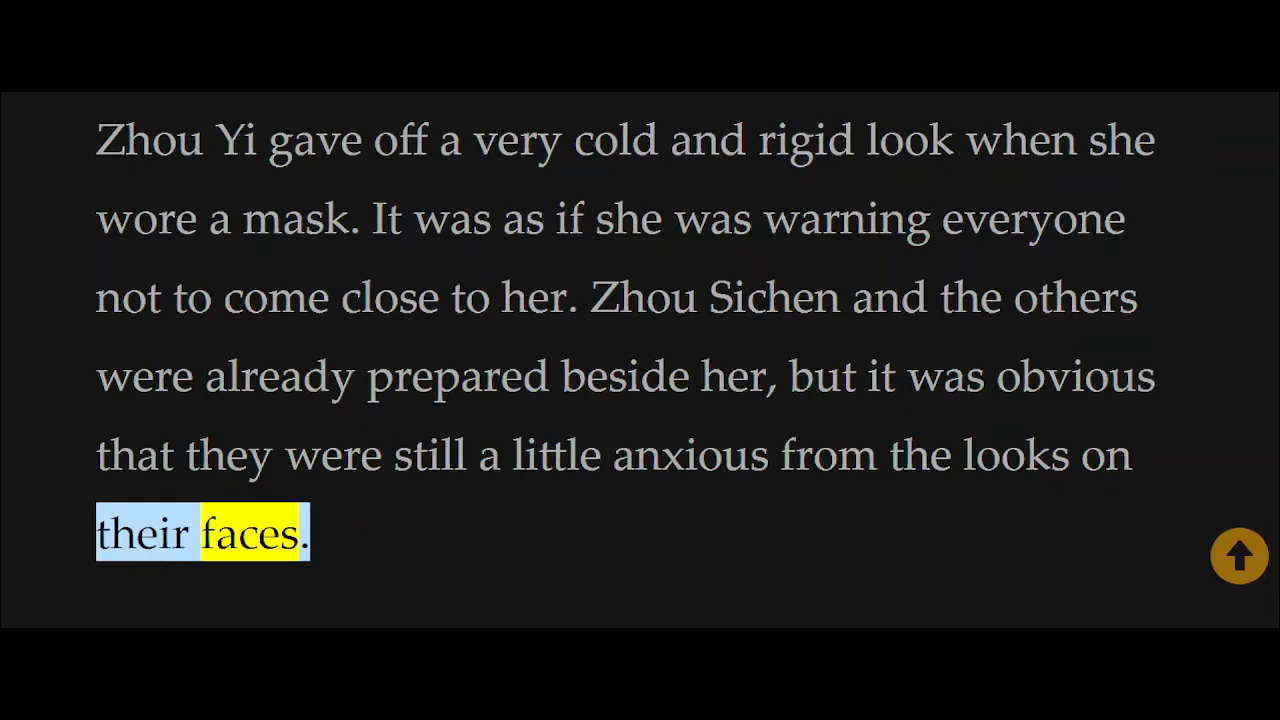 Zhou Yi gave off a very cold and rigid look when she
wore a mask. It was as if she was warning everyone
not to come close to her. Zhou Sichen and the others
were already prepared beside her, but it was obvious
that they were still a little anxious from the looks on
their faces.